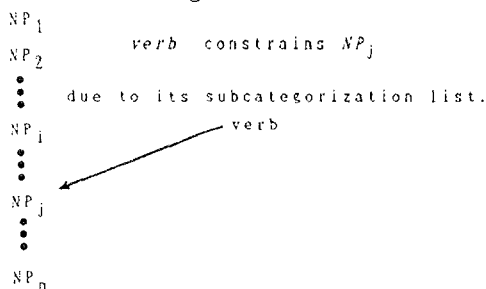 NP1
verb constrains NPj
NP2
due to its subcategorization list.
NPi
verb
NPj
NPn